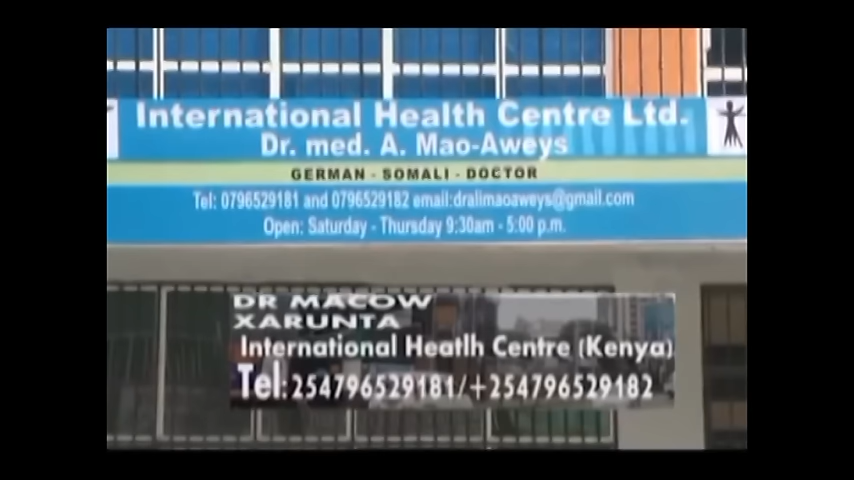 International Health Centre Ltd.
Dr. med. A. Mao-Aweys
GERMAN - SOMALI - DOCTOR
Tel: 0796529181 and 0796529182 email:dralimaoaweys@gmail.com
Open: Saturday - Thursday 9:30am - 5:00 p.m.
DR MACOW
XARUNTA
International Heatlh Centre (Kenya)
Tel:254796529181/+254796529182